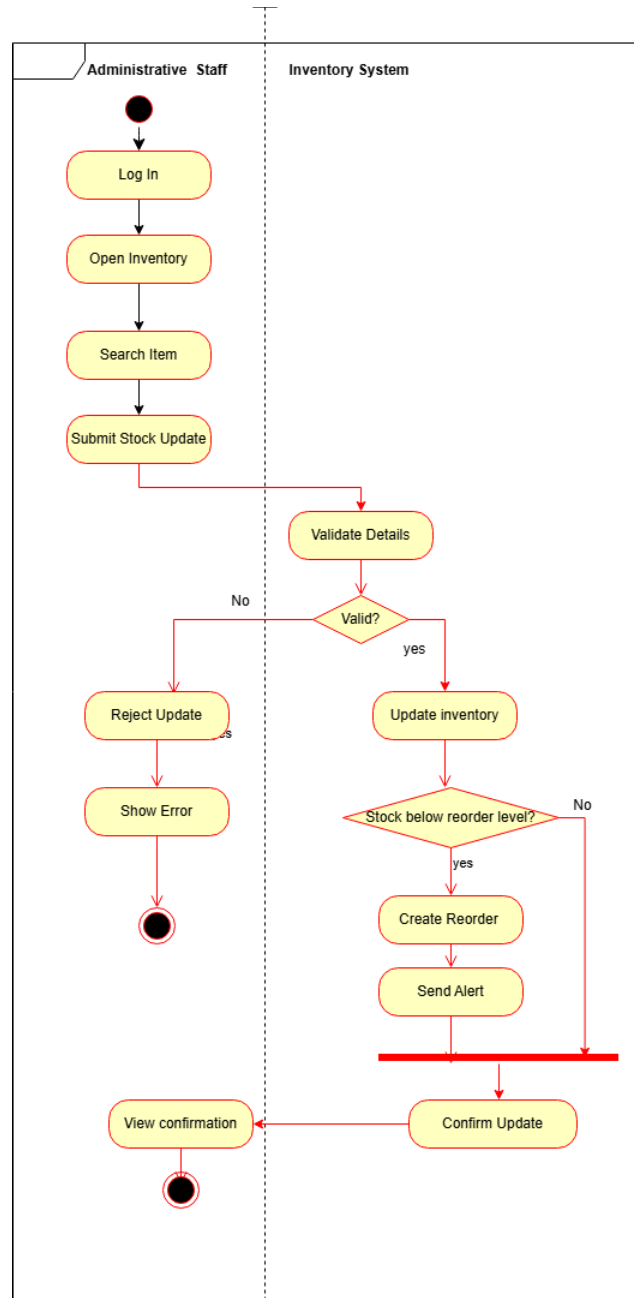 Administrative Staff
Inventory System
Log In
Open Inventory
Search Item
Submit Stock Update
Validate Details
No
Valid?
yes
Reject Update
Update inventory
Show Error
Stock below reorder level?
No
yes
Create Reorder
Send Alert
View confirmation
Confirm Update